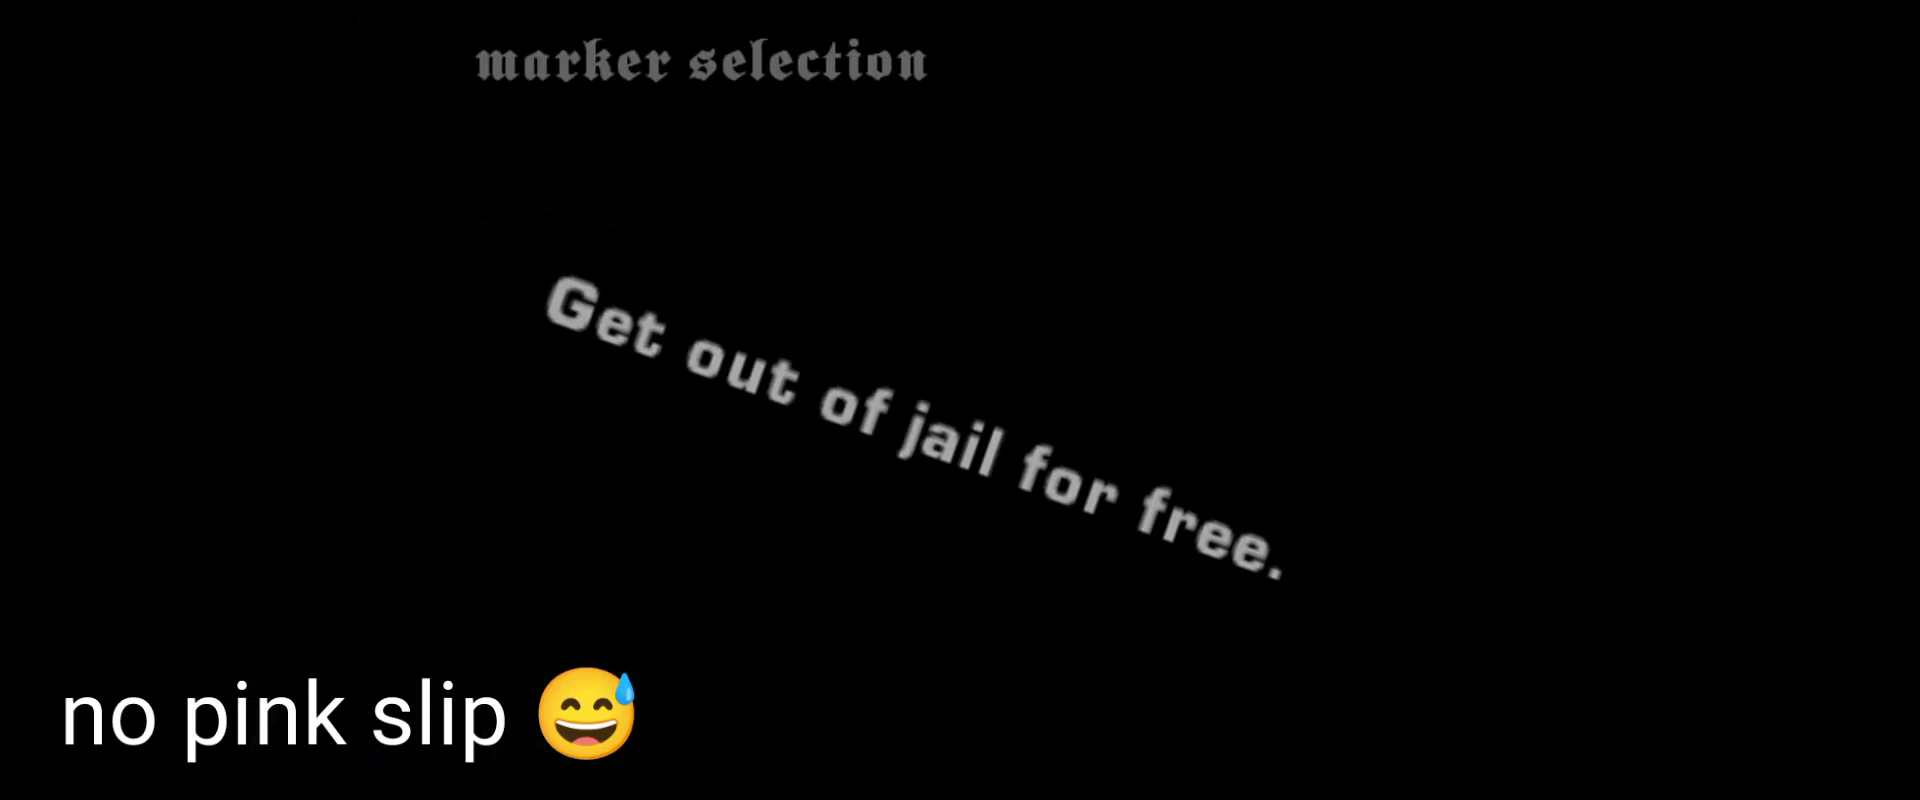 marker selection
Get out of jail for free.
no pink slip 😅